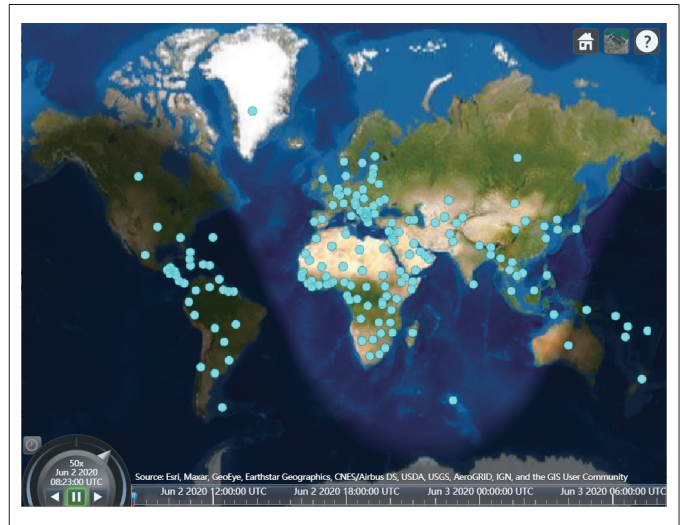 ?
50x
Jun 2 2020
08:23:00 UTC
Source: Esri, Maxar, GeoEye, Earthstar Geographics, CNES/Airbus DS, USDA, USGS, AeroGRID, IGN, and the GIS User Community
Jun 2 2020 12:00:00 UTC Jun 2 2020 18:00:00 UTC Jun 3 2020 00:00:00 UTC Jun 3 2020 06:00:00 UTC